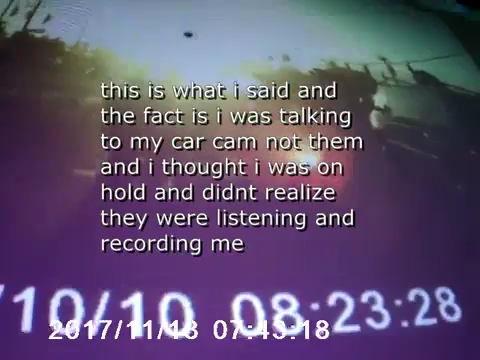 this is what i said and
the fact is i was talking
to my car cam not them
and i thought i was on
hold and didnt realize
they were listening and
recording me
/10/10 08:23:28
2017/11/13 07:43:18